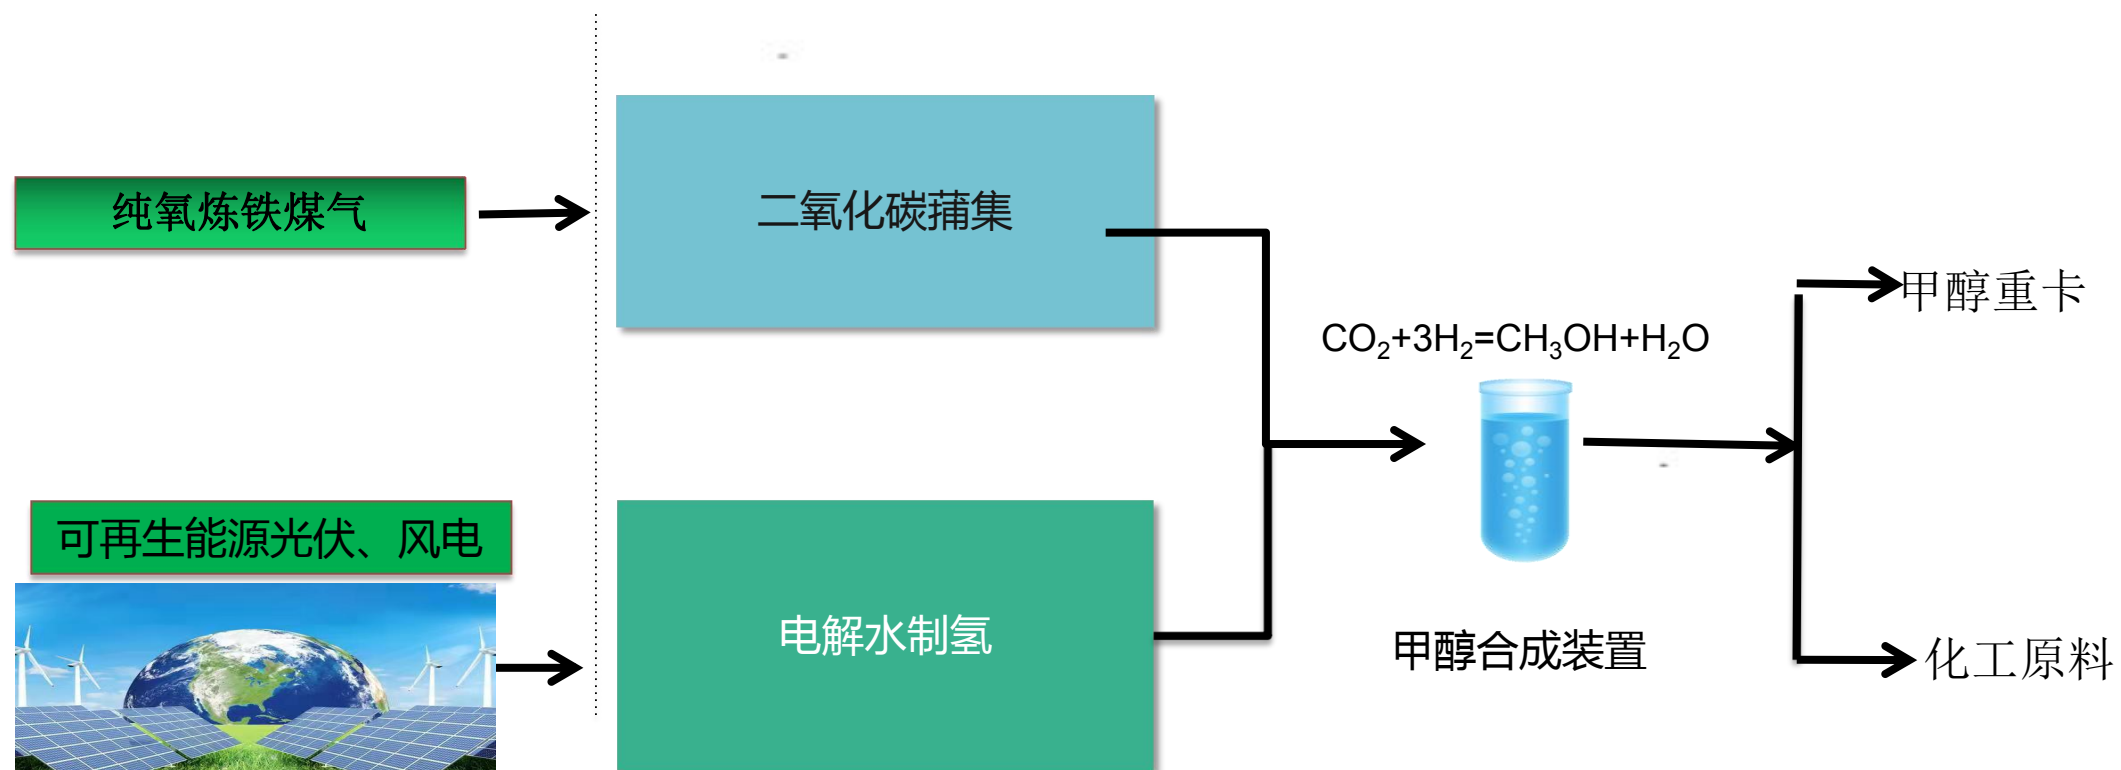 纯氧炼铁煤气
二氧化碳蒱集
甲醇重卡
CO₂+3H₂=CH₃OH+H₂O
可再生能源光伏、风电
电解水制氢
甲醇合成装置
化工原料